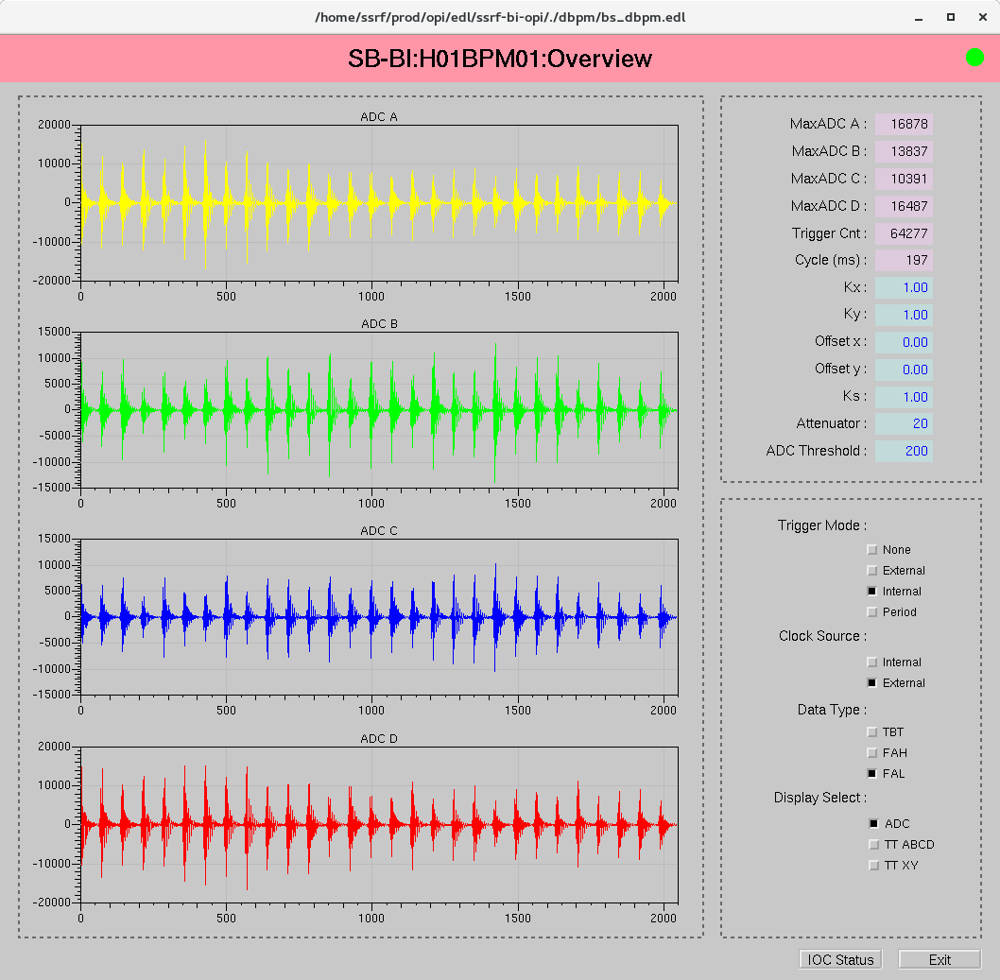 /home/ssrf/prod/opi/edl/ssrf-bi-opi/./dbpm/bs_dbpm.edl
SB-BI:H01BPM01:Overview
ADC A
20000
10000
0
-10000
-20000
0 500 1000 1500 2000
ADC B
15000
10000
5000
0
-5000
-10000
-15000
0 500 1000 1500 2000
ADC C
15000
10000
5000
0
-5000
-10000
-15000
0 500 1000 1500 2000
ADC D
20000
10000
0
-10000
-20000
0 500 1000 1500 2000
MaxADC A : 16878
MaxADC B : 13837
MaxADC C : 10391
MaxADC D : 16487
Trigger Cnt : 64277
Cycle (ms) : 197
Kx : 1.00
Ky : 1.00
Offset x : 0.00
Offset y : 0.00
Ks : 1.00
Attenuator : 20
ADC Threshold : 200
Trigger Mode :
None
External
Internal
Period
Clock Source :
Internal
External
Data Type :
TBT
FAH
FAL
Display Select :
ADC
TT ABCD
TT XY
IOC Status Exit